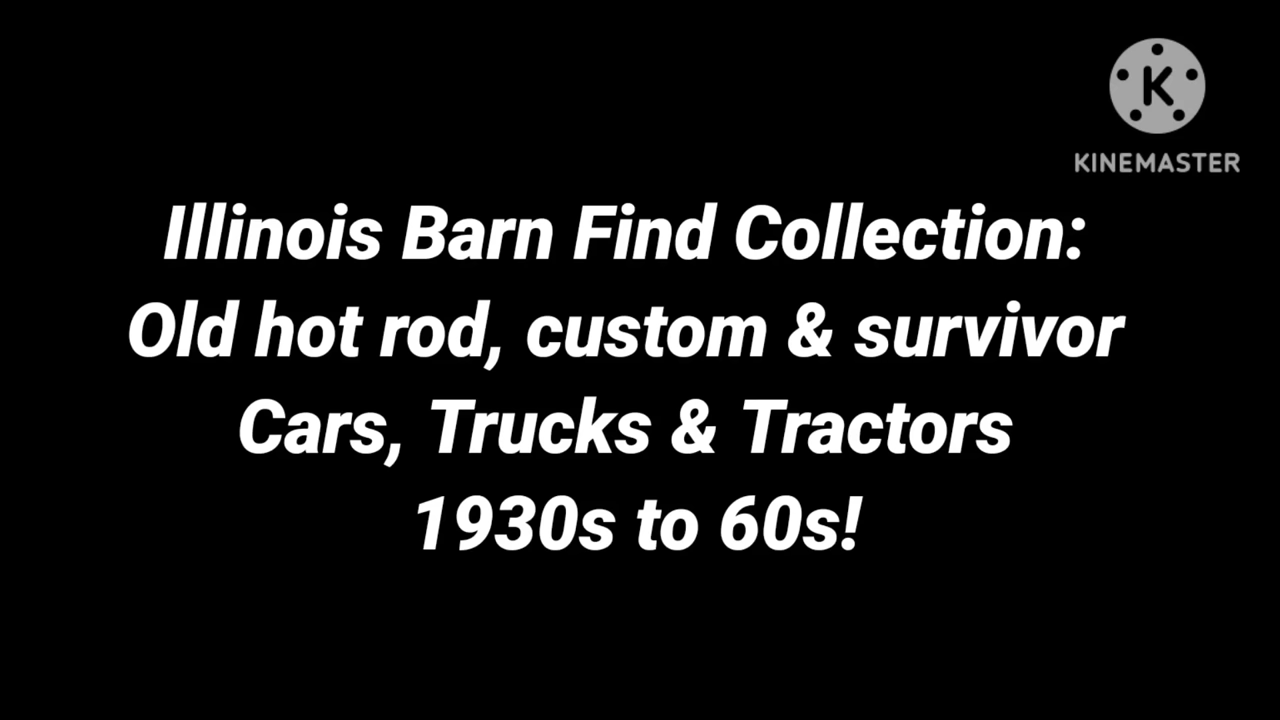 K
KINEMASTER
Illinois Barn Find Collection:
Old hot rod, custom & survivor
Cars, Trucks & Tractors
1930s to 60s!